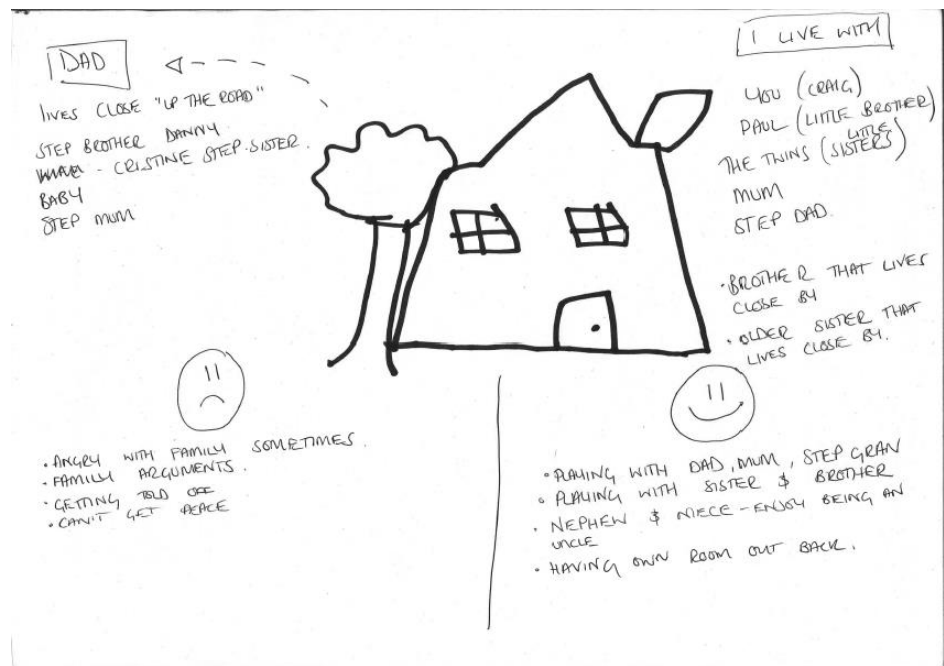 DAD
LIVES CLOSE "UP THE ROAD"
STEP BROTHER DANNY.
- CRISTINE STEP-SISTER.
BABY
STEP MUM
I LIVE WITH
YOU (CRAIG)
PAUL (LITTLE BROTHER)
THE TWINS (LITTLE SISTERS)
MUM
STEP DAD.
• BROTHER THAT LIVES
CLOSE BY
• OLDER SISTER THAT
LIVES CLOSE BY.
• ANGRY WITH FAMILY SOMETIMES.
• FAMILY ARGUMENTS.
• GETTING TOLD OFF
• CAN'T GET PEACE
• PLAYING WITH DAD, MUM, STEP GRAN
• PLAYING WITH SISTER & BROTHER
• NEPHEW & NIECE - ENJOY BEING AN
UNCLE
• HAVING OWN ROOM OUT BACK.